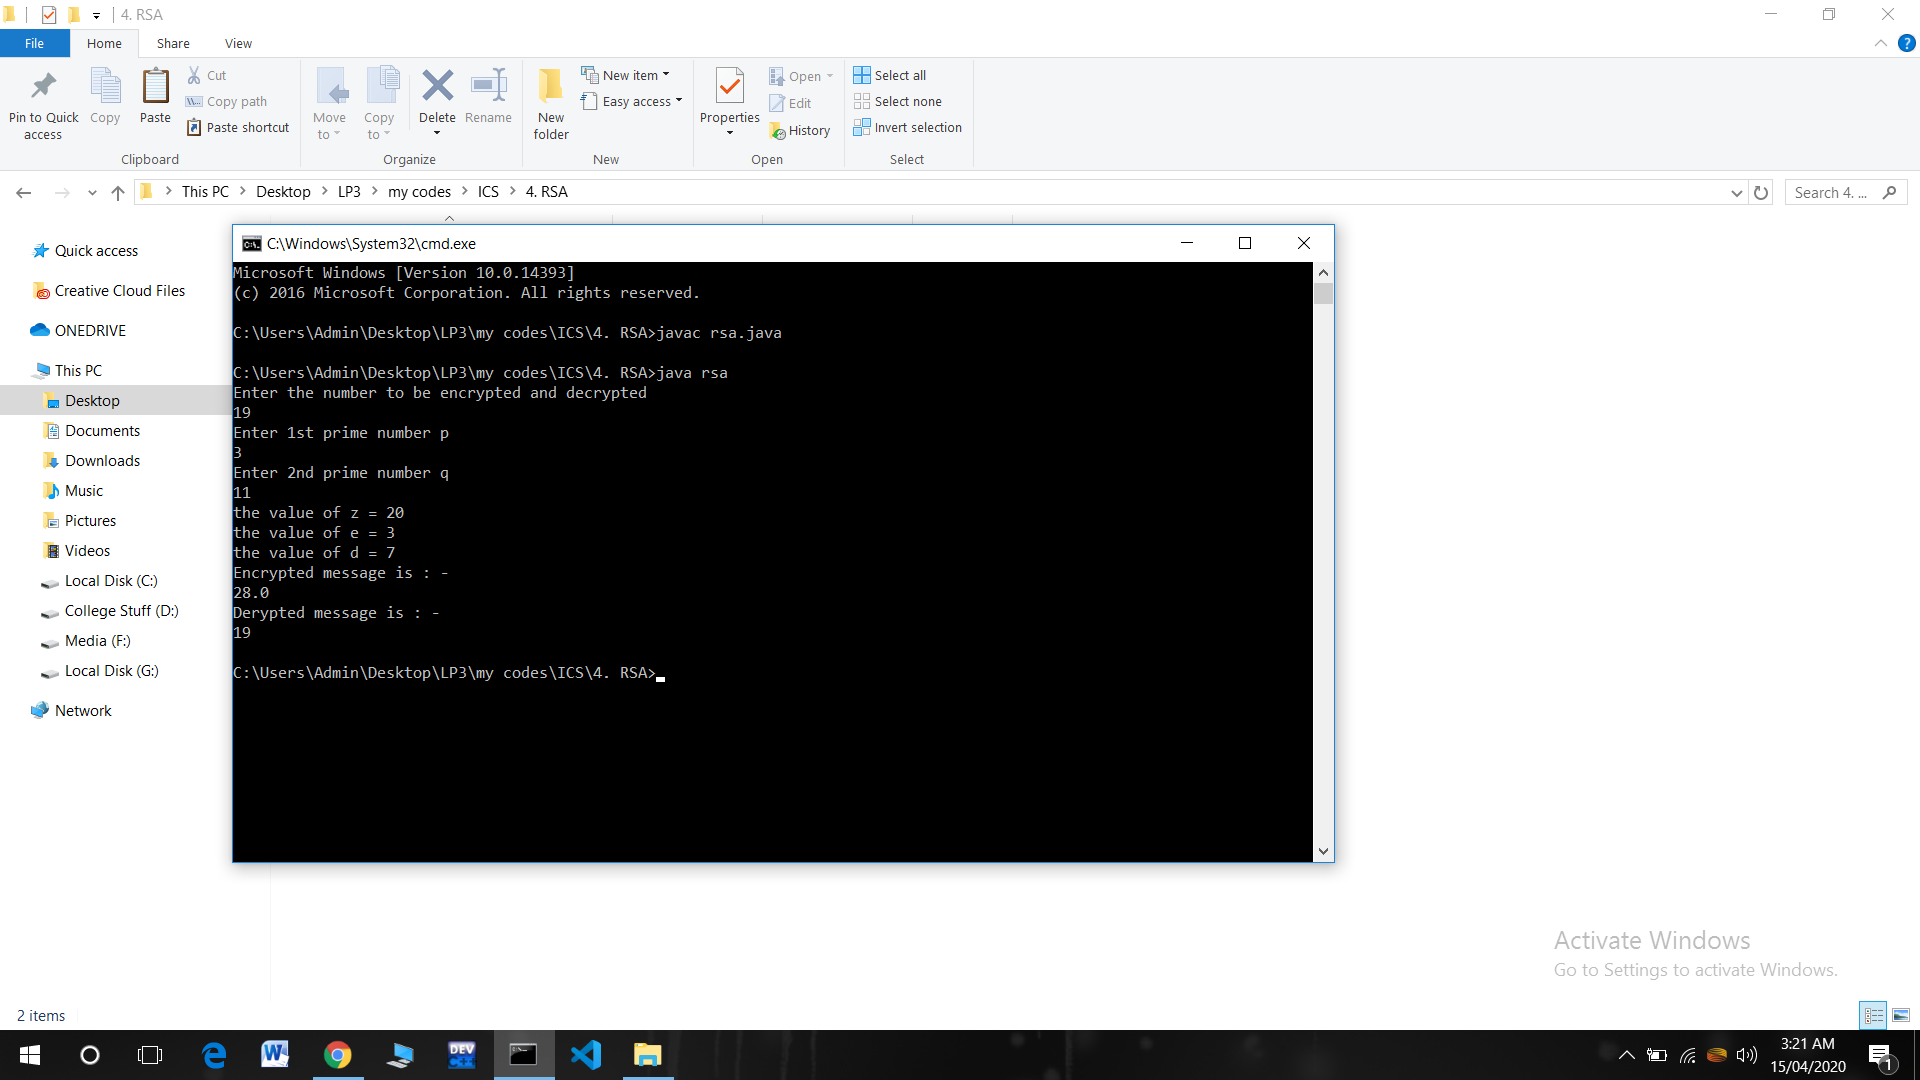 4. RSA
File Home Share View
Pin to Quick access
Copy
Paste
Cut
Copy path
Paste shortcut
Clipboard
Move to
Copy to
Delete
Rename
Organize
New folder
New item
Easy access
New
Properties
Open
Edit
History
Open
Select all
Select none
Invert selection
Select
This PC > Desktop > LP3 > my codes > ICS > 4. RSA
Search 4. ...
Quick access
Creative Cloud Files
ONEDRIVE
This PC
Desktop
Documents
Downloads
Music
Pictures
Videos
Local Disk (C:)
College Stuff (D:)
Media (F:)
Local Disk (G:)
Network
C:\Windows\System32\cmd.exe
Microsoft Windows [Version 10.0.14393]
(c) 2016 Microsoft Corporation. All rights reserved.
C:\Users\Admin\Desktop\LP3\my codes\ICS\4. RSA>javac rsa.java
C:\Users\Admin\Desktop\LP3\my codes\ICS\4. RSA>java rsa
Enter the number to be encrypted and decrypted
19
Enter 1st prime number p
3
Enter 2nd prime number q
11
the value of z = 20
the value of e = 3
the value of d = 7
Encrypted message is : -
28.0
Derypted message is : -
19
C:\Users\Admin\Desktop\LP3\my codes\ICS\4. RSA>
Activate Windows
Go to Settings to activate Windows.
2 items
DEV C++
3:21 AM
15/04/2020
1